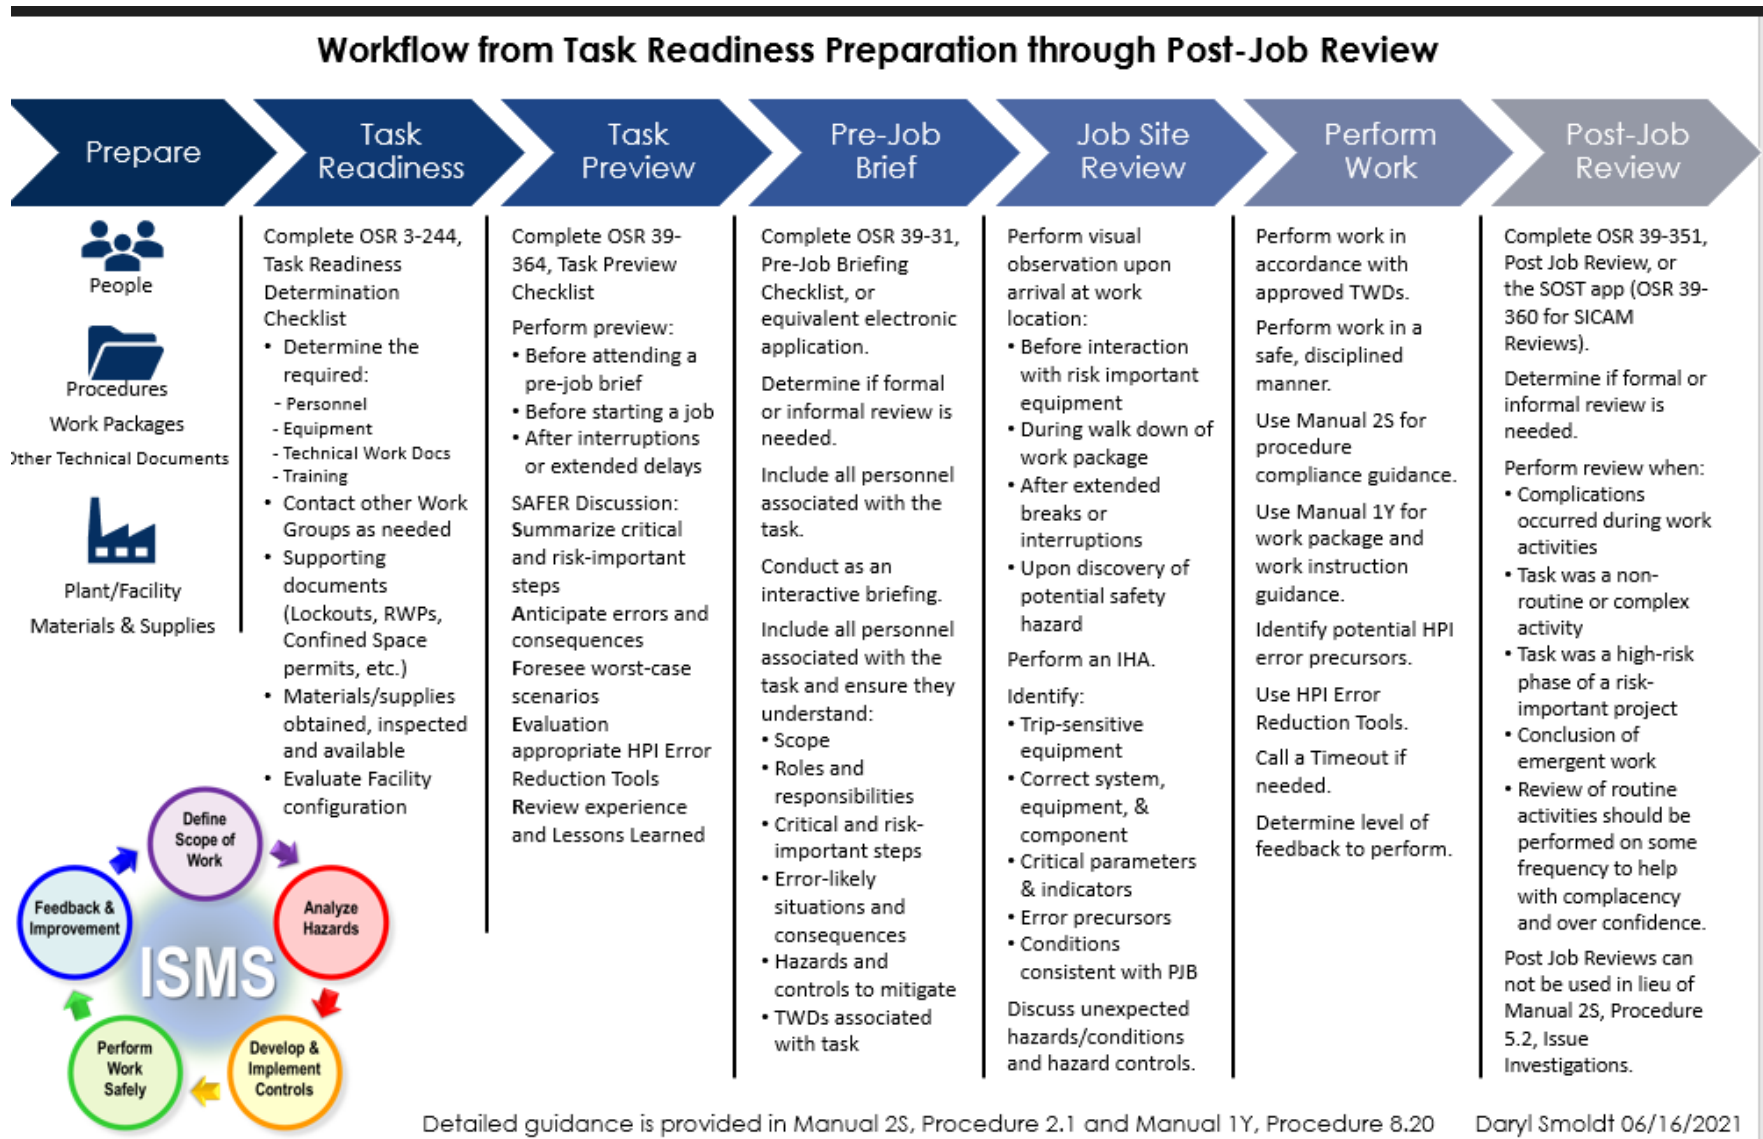 Workflow from Task Readiness Preparation through Post-Job Review
Prepare
People
Procedures
Work Packages
Other Technical Documents
Plant/Facility
Materials & Supplies
Task
Readiness
Complete OSR 3-244,
Task Readiness
Determination
Checklist
• Determine the
required:
- Personnel
- Equipment
- Technical Work Docs
- Training
• Contact other Work
Groups as needed
• Supporting
documents
(Lockouts, RWPs,
Confined Space
permits, etc.)
• Materials/supplies
obtained, inspected
and available
• Evaluate Facility
configuration
Task
Preview
Complete OSR 39-
364, Task Preview
Checklist
Perform preview:
• Before attending a
pre-job brief
• Before starting a job
• After interruptions
or extended delays
SAFER Discussion:
Summarize critical
and risk-important
steps
Anticipate errors and
consequences
Foresee worst-case
scenarios
Evaluation
appropriate HPI Error
Reduction Tools
Review experience
and Lessons Learned
Pre-Job
Brief
Complete OSR 39-31,
Pre-Job Briefing
Checklist, or
equivalent electronic
application.
Determine if formal
or informal review is
needed.
Include all personnel
associated with the
task.
Conduct as an
interactive briefing.
Include all personnel
associated with the
task and ensure they
understand:
• Scope
• Roles and
responsibilities
• Critical and risk-
important steps
• Error-likely
situations and
consequences
• Hazards and
controls to mitigate
• TWDs associated
with task
Job Site
Review
Perform visual
observation upon
arrival at work
location:
• Before interaction
with risk important
equipment
• During walk down of
work package
• After extended
breaks or
interruptions
• Upon discovery of
potential safety
hazard
Perform an IHA.
Identify:
• Trip-sensitive
equipment
• Correct system,
equipment, &
component
• Critical parameters
& indicators
• Error precursors
• Conditions
consistent with PJB
Discuss unexpected
hazards/conditions
and hazard controls.
Perform
Work
Perform work in
accordance with
approved TWDs.
Perform work in a
safe, disciplined
manner.
Use Manual 2S for
procedure
compliance guidance.
Use Manual 1Y for
work package and
work instruction
guidance.
Identify potential HPI
error precursors.
Use HPI Error
Reduction Tools.
Call a Timeout if
needed.
Determine level of
feedback to perform.
Post-Job
Review
Complete OSR 39-351,
Post Job Review, or
the SOST app (OSR 39-
360 for SICAM
Reviews).
Determine if formal or
informal review is
needed.
Perform review when:
• Complications
occurred during work
activities
• Task was a non-
routine or complex
activity
• Task was a high-risk
phase of a risk-
important project
• Conclusion of
emergent work
• Review of routine
activities should be
performed on some
frequency to help
with complacency
and over confidence.
Post Job Reviews can
not be used in lieu of
Manual 2S, Procedure
5.2, Issue
Investigations.
Define
Scope of
Work
Analyze
Hazards
Develop &
Implement
Controls
Perform
Work
Safely
Feedback &
Improvement
ISMS
Detailed guidance is provided in Manual 2S, Procedure 2.1 and Manual 1Y, Procedure 8.20
Daryl Smoldt 06/16/2021